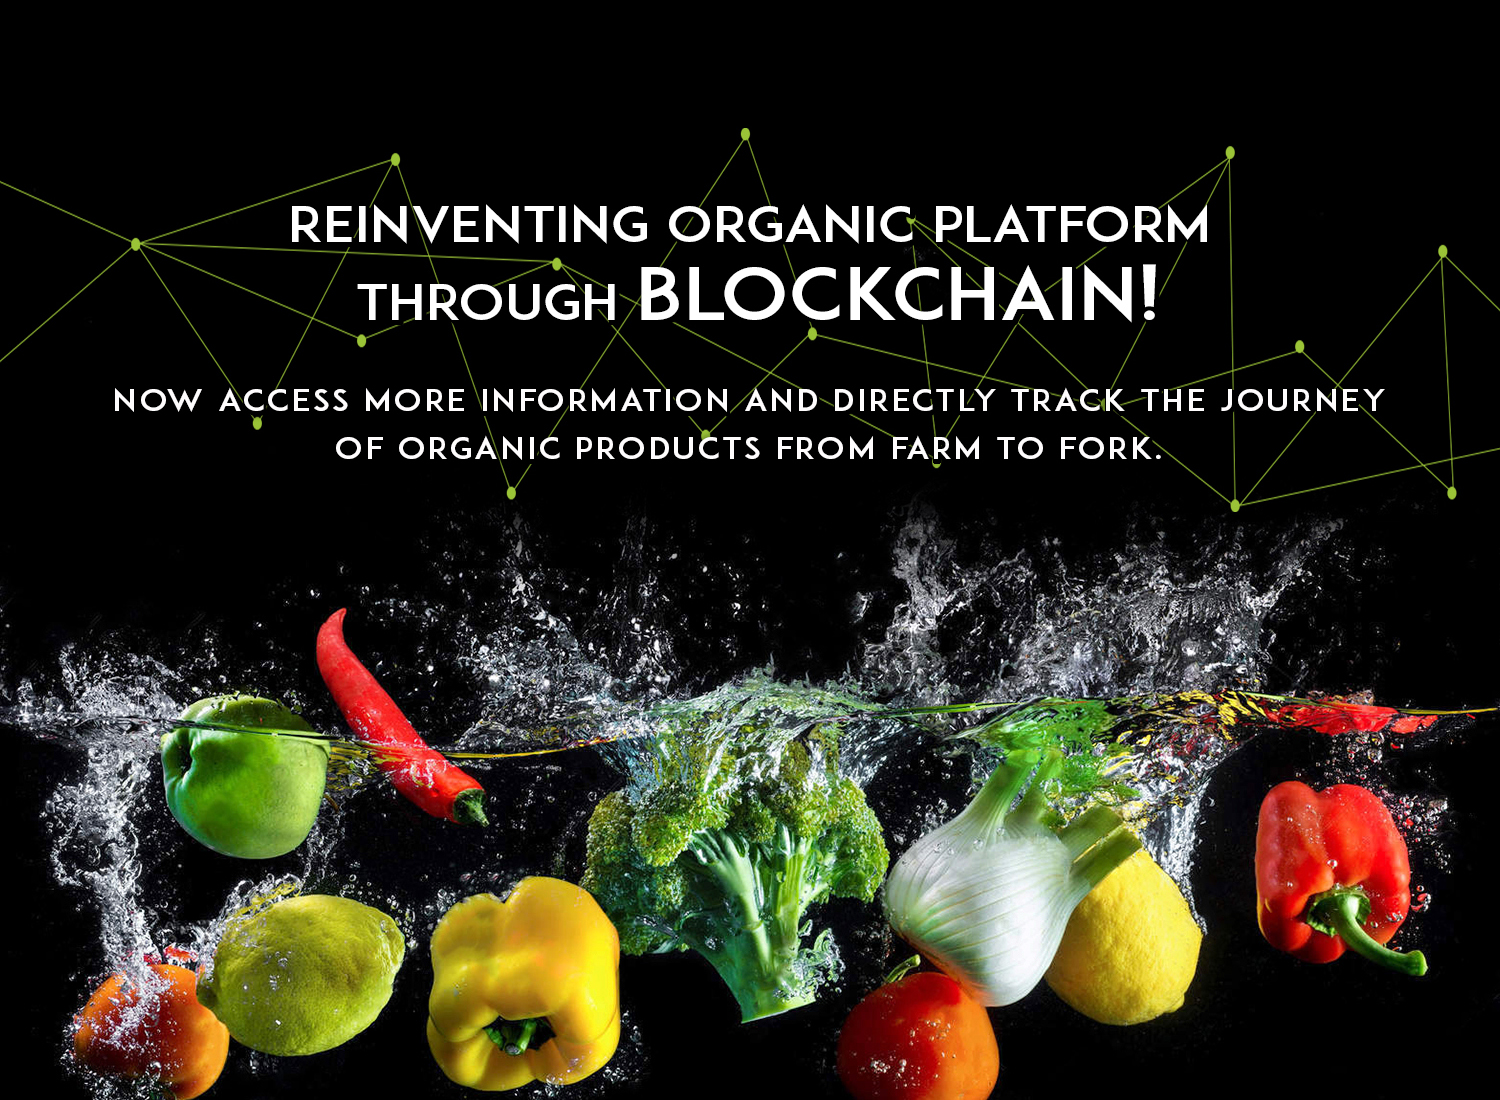 REINVENTING ORGANIC PLATFORM
THROUGH BLOCKCHAIN!
NOW ACCESS MORE INFORMATION AND DIRECTLY TRACK THE JOURNEY
OF ORGANIC PRODUCTS FROM FARM TO FORK.